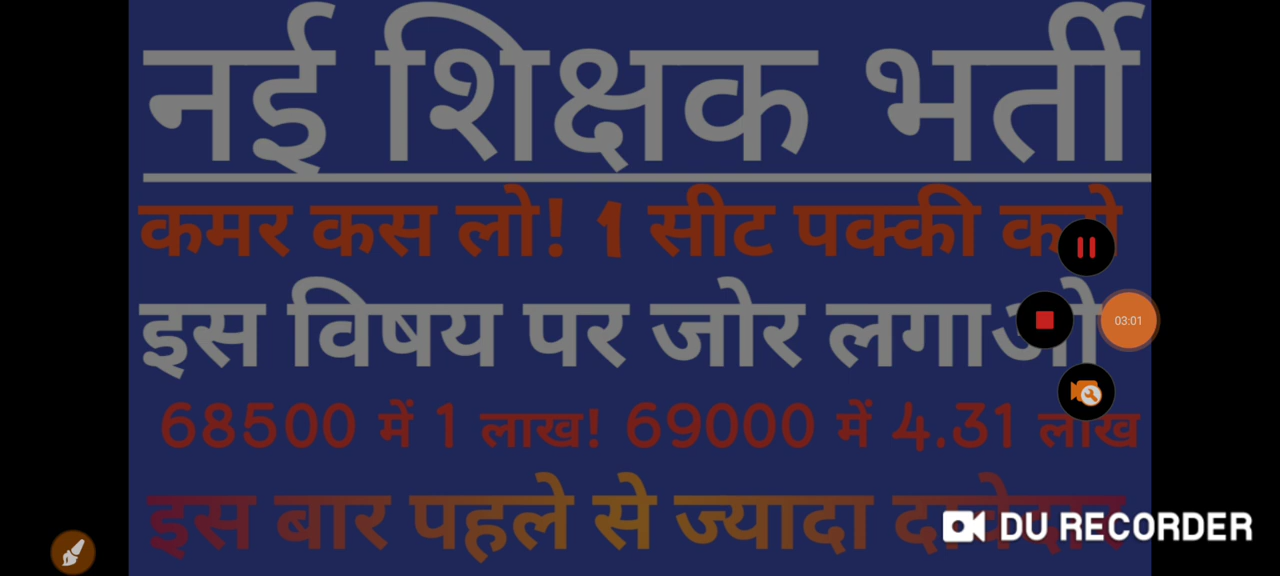 नई शिक्षक भर्ती
कमर कस लो! 1 सीट पक्की करो
इस विषय पर जोर लगाओ
03:01
68500 में 1 लाख! 69000 में 4.31 लाख
इस बार पहले से ज्यादा दावेदार
DU RECORDER